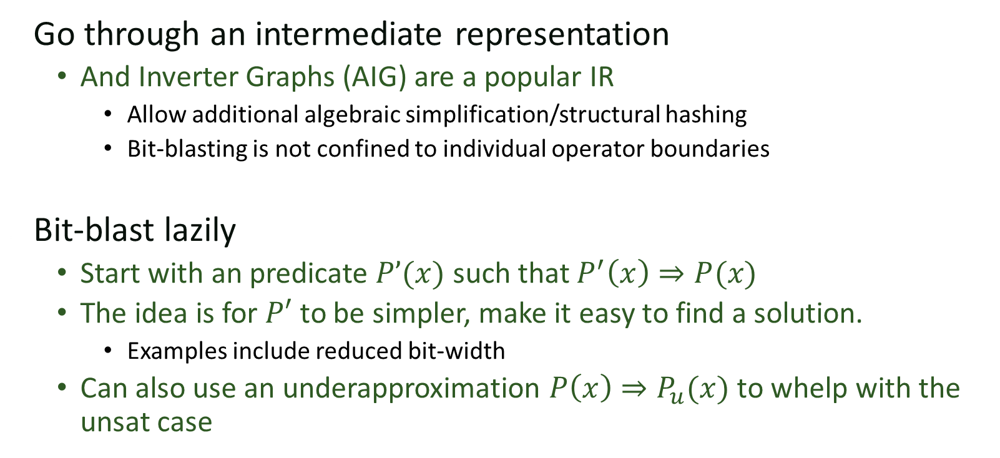 Go through an intermediate representation
• And Inverter Graphs (AIG) are a popular IR
• Allow additional algebraic simplification/structural hashing
• Bit-blasting is not confined to individual operator boundaries
Bit-blast lazily
• Start with an predicate P’(x) such that P′(x) ⇒ P(x)
• The idea is for P′ to be simpler, make it easy to find a solution.
• Examples include reduced bit-width
• Can also use an underapproximation P(x) ⇒ Pᵤ(x) to whelp with the
unsat case